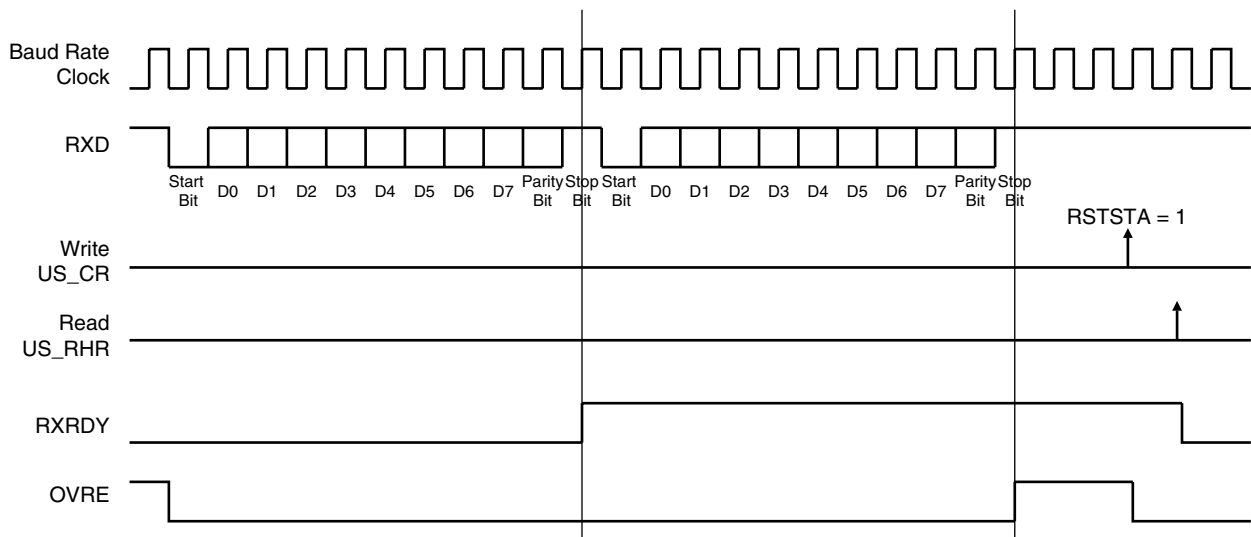 Baud Rate
Clock
RXD
Start Bit D0 D1 D2 D3 D4 D5 D6 D7 Parity Bit Stop Bit Start Bit D0 D1 D2 D3 D4 D5 D6 D7 Parity Bit Stop Bit
RSTSTA = 1
Write
US_CR
Read
US_RHR
RXRDY
OVRE